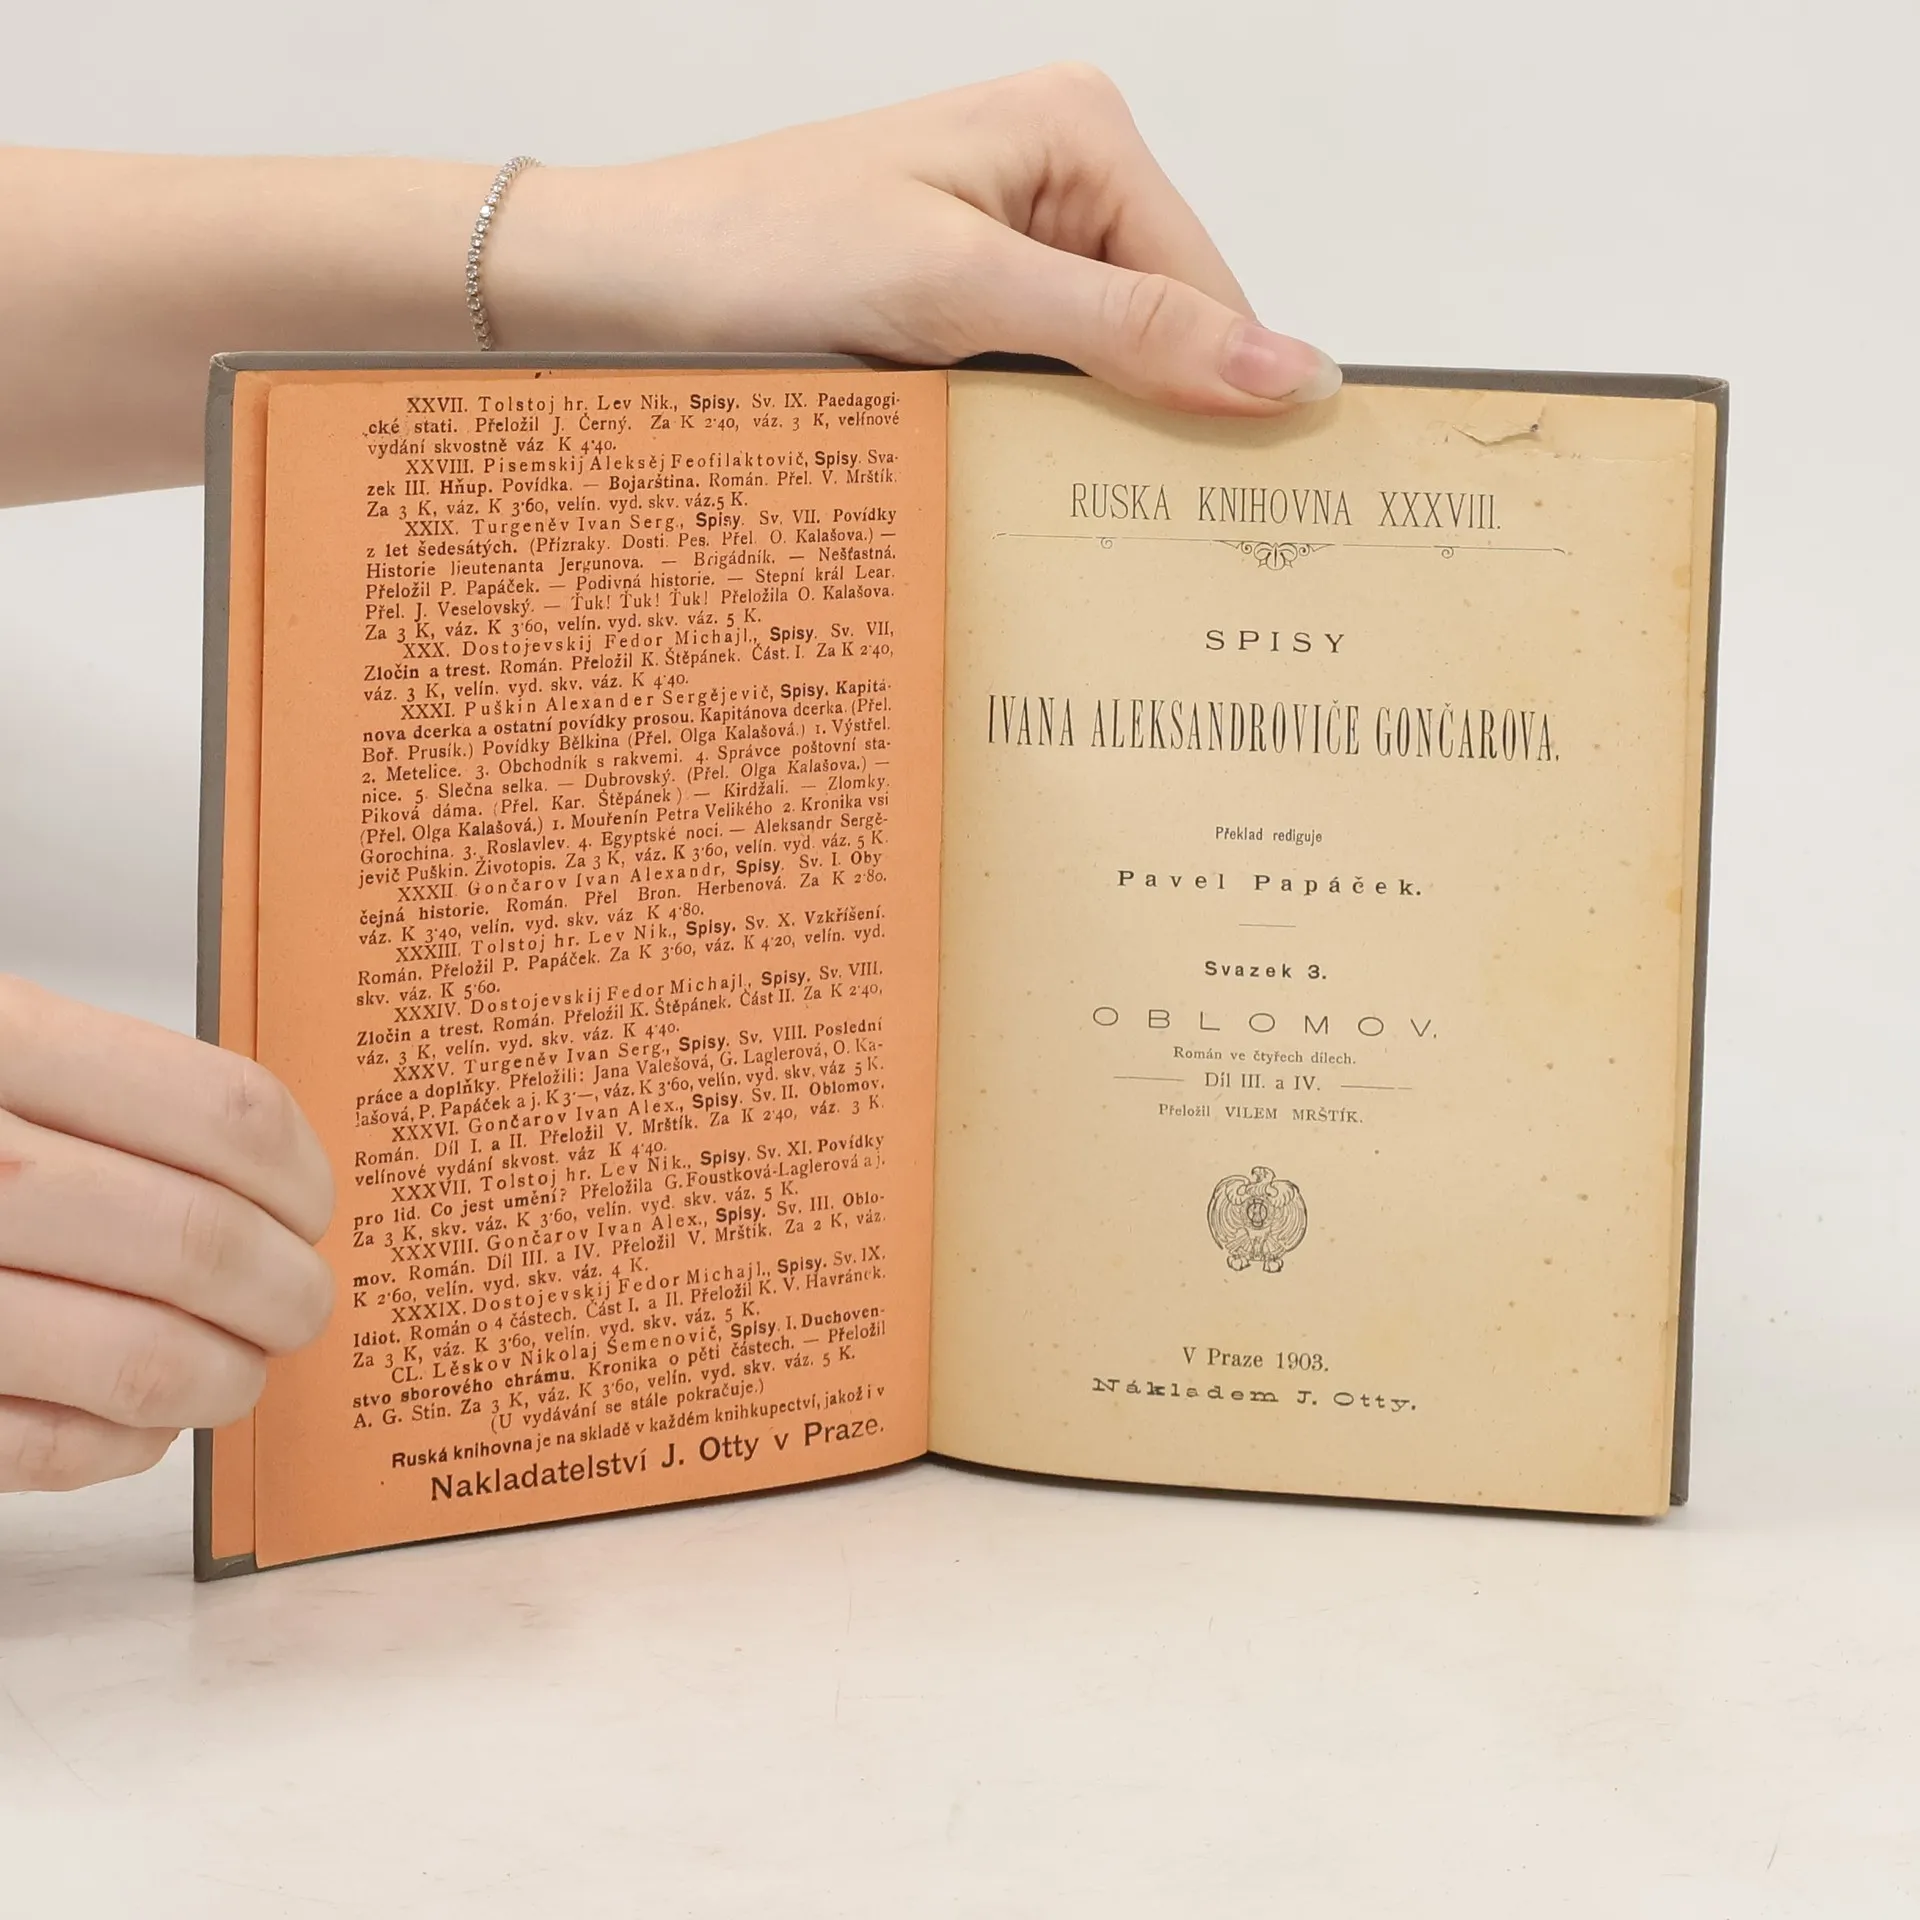 XXVII. Tolstoj hr. Lev Nik., Spisy. Sv. IX. Paedagogi-
cké stati. Přeložil J. Černý. Za K 2·40, váz. 3 K, velínové
vydání skvostně váz K 4·40.
XXVIII. Pisemskij Aleksěj Feofilaktovič, Spisy. Sva-
zek III. Hňup. Povídka. — Bojarština. Román. Přel. V. Mrštík.
Za 3 K, váz. K 3·60, velín. vyd. skv. váz. 5 K.
XXIX. Turgeněv Ivan Serg., Spisy. Sv. VII. Povídky
z let šedesátých. (Přízraky. Dosti. Pes. Přel. O. Kalašova.) —
Historie lieutenanta Jergunova. — Brigádník. — Nešťastná.
Přeložil P. Papáček. — Podivná historie. — Stepní král Lear.
Přel. J. Veselovský. — Ťuk! Ťuk! Ťuk! Přeložila O. Kalašova.
Za 3 K, váz. K 3·60, velín. vyd. skv. váz. 5 K.
XXX. Dostojevskij Fedor Michajl., Spisy. Sv. VII,
Zločin a trest. Román. Přeložil K. Štěpánek. Část. I. Za K 2·40,
váz. 3 K, velín. vyd. skv. váz. K 4·40.
XXXI. Puškin Alexander Sergějevič, Spisy. Kapitá-
nova dcerka a ostatní povídky prosou. Kapitánova dcerka. (Přel.
Boř. Prusík.) Povídky Bělkina (Přel. Olga Kalašová.) 1. Výstřel.
2. Metelice. 3. Obchodník s rakvemi. 4. Správce poštovní sta-
nice. 5. Slečna selka. — Dubrovský. (Přel. Olga Kalašova.) —
Piková dáma. (Přel. Kar. Štěpánek) — Kirdžali. — Zlomky.
(Přel. Olga Kalašová.) 1. Mouřenín Petra Velikého 2. Kronika vsi
Gorochina. 3. Roslavlev. 4. Egyptské noci. — Aleksandr Sergě-
jevič Puškin. Životopis. Za 3 K, váz. K 3·60, velín. vyd. váz. 5 K.
XXXII. Gončarov Ivan Alexandr, Spisy. Sv. I. Oby
čejná historie. Román. Přel Bron. Herbenová. Za K 2·80.
váz. K 3·40, velín. vyd. skv. váz K 4·80.
XXXIII. Tolstoj hr. Lev Nik., Spisy. Sv. X. Vzkříšení.
Román. Přeložil P. Papáček. Za K 3·60, váz. K 4·20, velín. vyd.
skv. váz. K 5·60.
XXXIV. Dostojevskij Fedor Michajl., Spisy. Sv. VIII.
Zločin a trest. Román. Přeložil K. Štěpánek. Část II. Za K 2·40,
váz. 3 K, velín. vyd. skv. váz. K 4·40.
XXXV. Turgeněv Ivan Serg., Spisy. Sv. VIII. Poslední
práce a doplňky. Přeložili: Jana Valešová, G. Laglerová, O. Ka-
lašová, P. Papáček a j. K 3·—, váz. K 3·60, velín. vyd. skv. váz 5 K.
XXXVI. Gončarov Ivan Alex., Spisy. Sv. II. Oblomov.
Román. Díl I. a II. Přeložil V. Mrštík. Za K 2·40, váz. 3 K.
velínové vydání skvost. váz K 4·40.
XXXVII. Tolstoj hr. Lev Nik., Spisy. Sv. XI. Povídky
pro lid. Co jest umění? Přeložila G. Foustková-Laglerová a j.
Za 3 K, skv. váz. K 3·60, velín. vyd. skv. váz. 5 K.
XXXVIII. Gončarov Ivan Alex., Spisy. Sv. III. Oblo-
mov. Román. Díl III. a IV. Přeložil V. Mrštík. Za 2 K, váz.
K 2·60, velín. vyd. skv. váz. 4 K.
XXXIX. Dostojevskij Fedor Michajl., Spisy. Sv. IX.
Idiot. Román o 4 částech. Část I. a II. Přeložil K. V. Havránek.
Za 3 K, váz. K 3·60, velín. vyd. skv. váz. 5 K.
CL. Lěskov Nikolaj Semenovič, Spisy. I. Duchoven-
stvo sborového chrámu. Kronika o pěti částech. — Přeložil
A. G. Stin. Za 3 K, váz. K 3·60, velín. vyd. skv. váz. 5 K.
(U vydávání se stále pokračuje.)
Ruská knihovna je na skladě v každém knihkupectví, jakož i v
Nakladatelství J. Otty v Praze.
RUSKÁ KNIHOVNA XXXVIII.
SPISY
IVANA ALEKSANDROVIČE GONČAROVA.
Překlad rediguje
Pavel Papáček.
Svazek 3.
OBLOMOV.
Román ve čtyřech dílech.
Díl III. a IV.
Přeložil VILEM MRŠTÍK.
V Praze 1903.
Nákladem J. Otty.